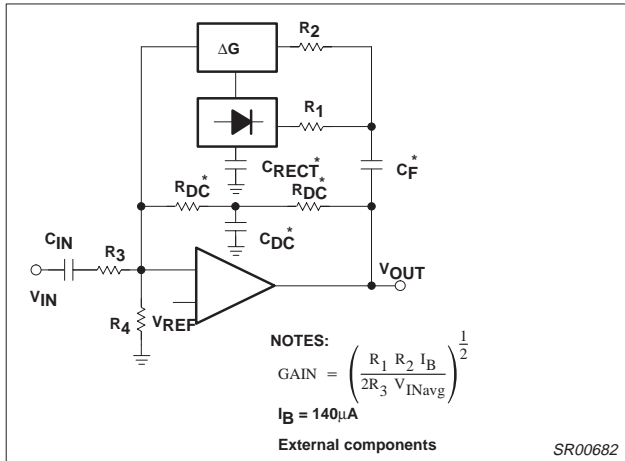 ΔG
R2
R1
CRECT*
CF*
RDC*
RDC*
CDC*
CIN
R3
VIN
R4
VREF
VOUT
NOTES:
GAIN = (R1 R2 IB / 2R3 VINavg)^1/2
IB = 140µA
External components
SR00682